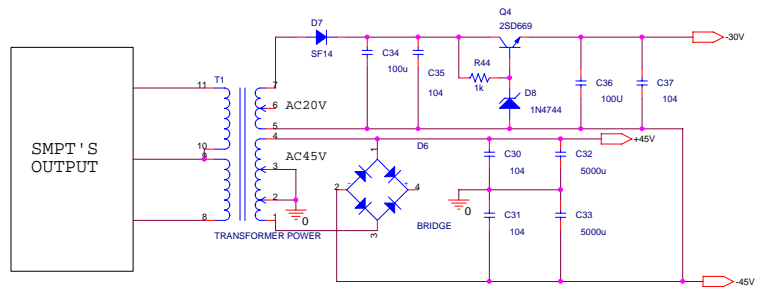 Q4
2SD669
D7
SF14
-30V
C34
100u
C35
104
R44
1k
D8
1N4744
C36
100U
C37
104
11
T1
7
6
AC20V
5
10
9
4
AC45V
3
2
0
8
1
SMPT'S
OUTPUT
TRANSFORMER POWER
D6
1
2
-
+
4
3
BRIDGE
0
C30
104
C32
5000u
C31
104
C33
5000u
+45V
-45V